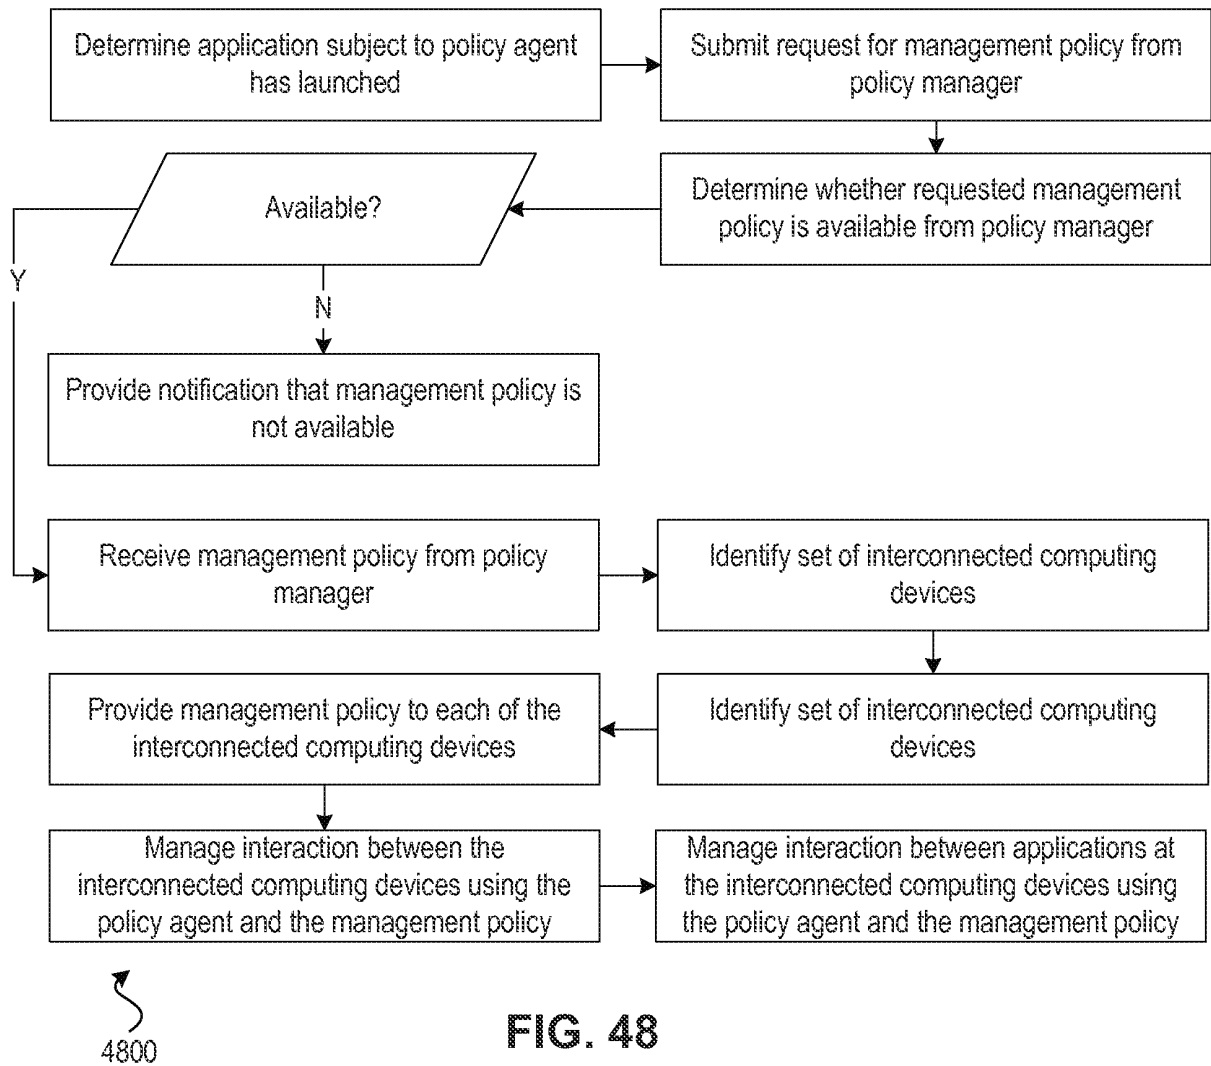 Determine application subject to policy agent
has launched
Submit request for management policy from
policy manager
Available?
Determine whether requested management
policy is available from policy manager
Y
N
Provide notification that management policy is
not available
Receive management policy from policy
manager
Identify set of interconnected computing
devices
Provide management policy to each of the
interconnected computing devices
Identify set of interconnected computing
devices
Manage interaction between the
interconnected computing devices using the
policy agent and the management policy
Manage interaction between applications at
the interconnected computing devices using
the policy agent and the management policy
4800
FIG. 48